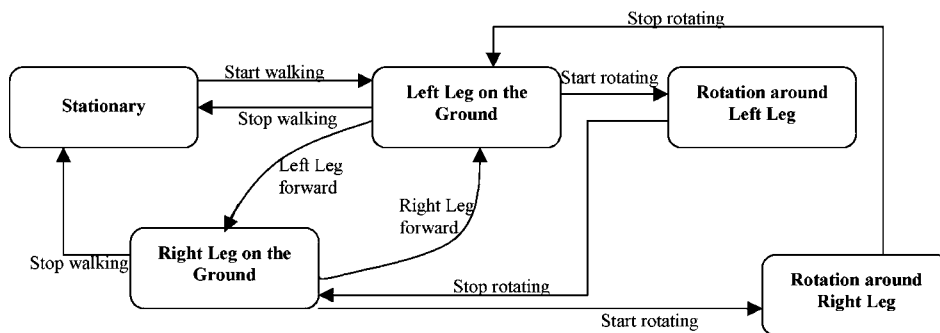 Stop rotating
Start walking
Start rotating
Stationary
Left Leg on the
Ground
Rotation around
Left Leg
Stop walking
Left Leg
forward
Right Leg
forward
Right Leg on the
Ground
Stop walking
Stop rotating
Rotation around
Right Leg
Start rotating